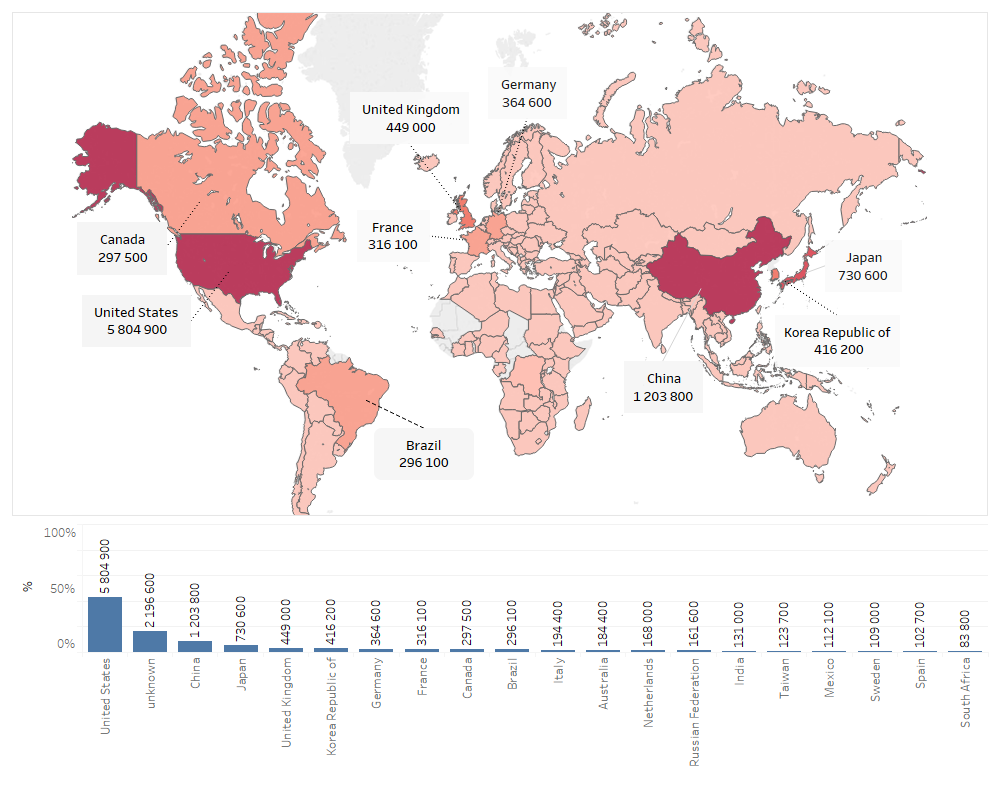 Germany
364 600
United Kingdom
449 000
France
316 100
Canada
297 500
Japan
730 600
United States
5 804 900
Korea Republic of
416 200
China
1 203 800
Brazil
296 100
100%
50%
0%
%
5 804 900
2 196 600
1 203 800
730 600
449 000
416 200
364 600
316 100
297 500
296 100
194 400
184 400
168 000
161 600
131 000
123 700
112 100
109 000
102 700
83 800
United States
unknown
China
Japan
United Kingdom
Korea Republic of
Germany
France
Canada
Brazil
Italy
Australia
Netherlands
Russian Federation
India
Taiwan
Mexico
Sweden
Spain
South Africa